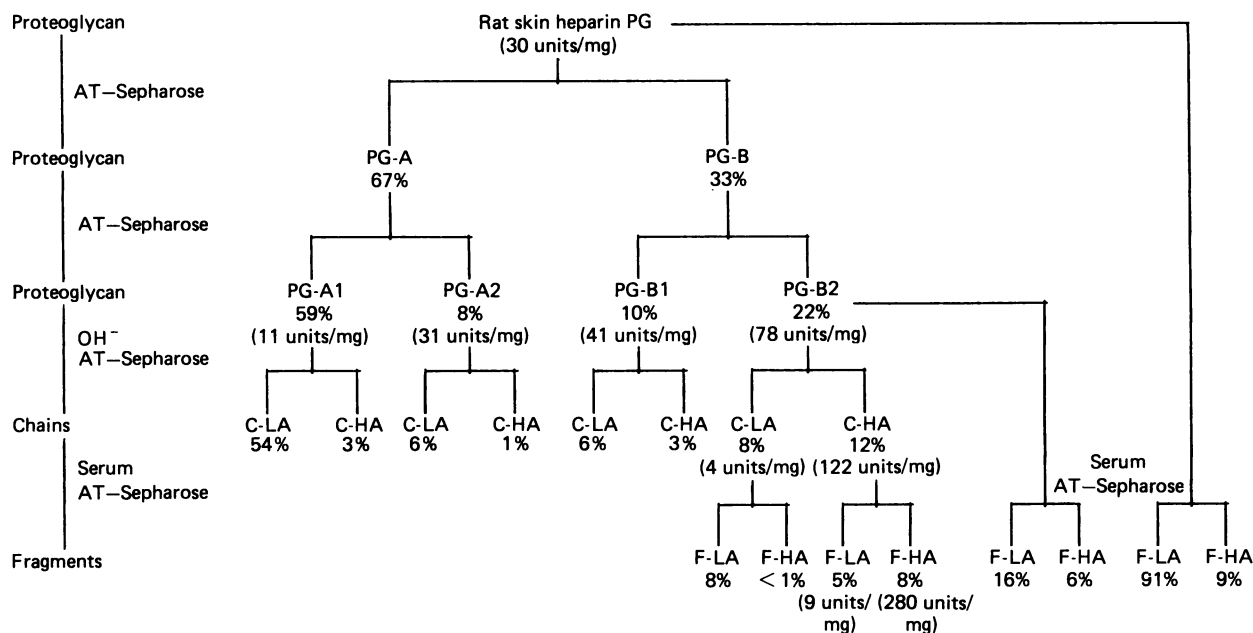 Proteoglycan
Rat skin heparin PG
(30 units/mg)
AT—Sepharose
Proteoglycan
PG-A
67%
PG-B
33%
AT—Sepharose
Proteoglycan
PG-A1
59%
(11 units/mg)
PG-A2
8%
(31 units/mg)
PG-B1
10%
(41 units/mg)
PG-B2
22%
(78 units/mg)
OH⁻
AT—Sepharose
Chains
C-LA
54%
C-HA
3%
C-LA
6%
C-HA
1%
C-LA
6%
C-HA
3%
C-LA
8%
(4 units/mg)
C-HA
12%
(122 units/mg)
Serum
AT—Sepharose
Serum
AT—Sepharose
Fragments
F-LA
8%
F-HA
< 1%
F-LA
5%
(9 units/
mg)
F-HA
8%
(280 units/
mg)
F-LA
16%
F-HA
6%
F-LA
91%
F-HA
9%